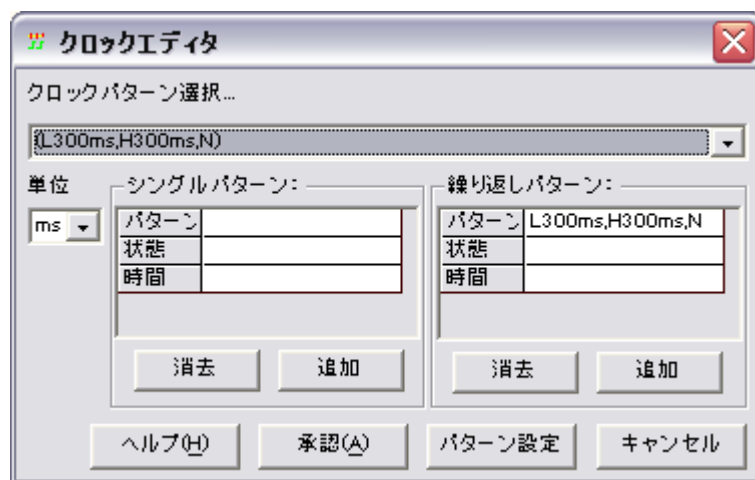 クロックエディタ
クロックパターン選択...
(L300ms,H300ms,N)
単位
ms
シングルパターン:
パターン
状態
時間
消去 追加
繰り返しパターン:
パターン L300ms,H300ms,N
状態
時間
消去 追加
ヘルプ(H) 承認(A) パターン設定 キャンセル